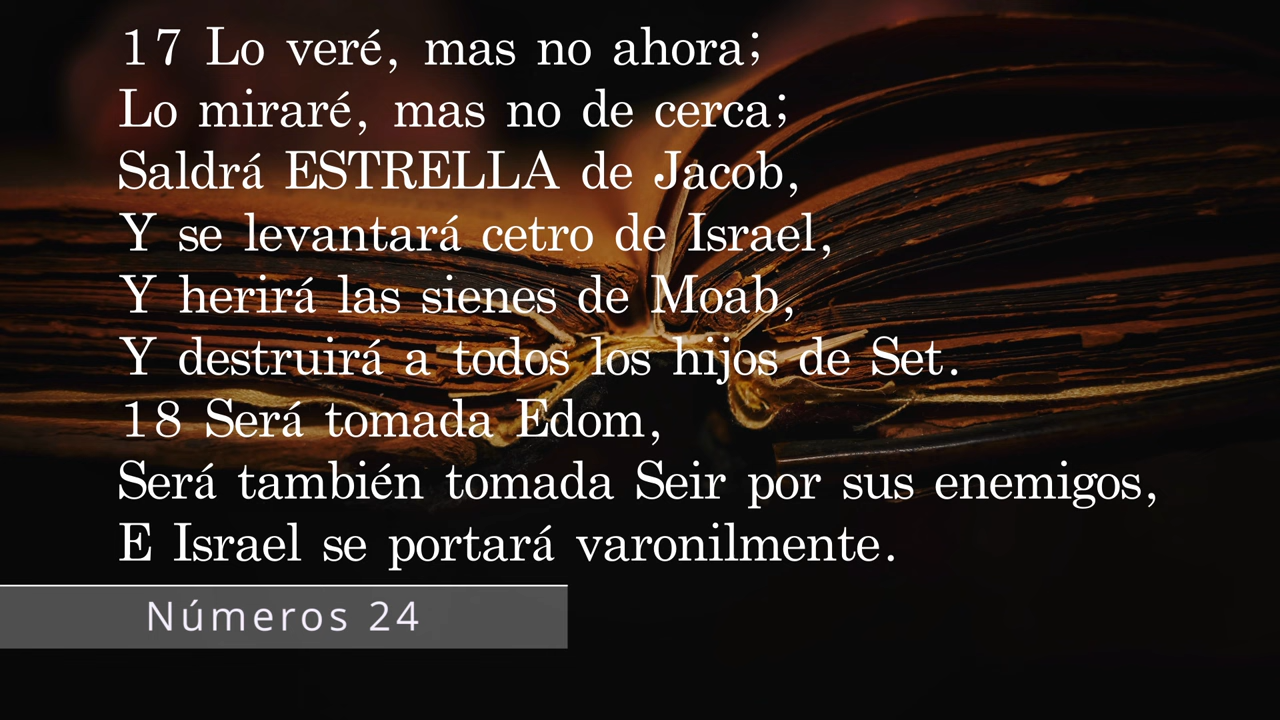 17 Lo veré, mas no ahora;
Lo miraré, mas no de cerca;
Saldrá ESTRELLA de Jacob,
Y se levantará cetro de Israel,
Y herirá las sienes de Moab,
Y destruirá a todos los hijos de Set.
18 Será tomada Edom,
Será también tomada Seir por sus enemigos,
E Israel se portará varonilmente.
Números 24